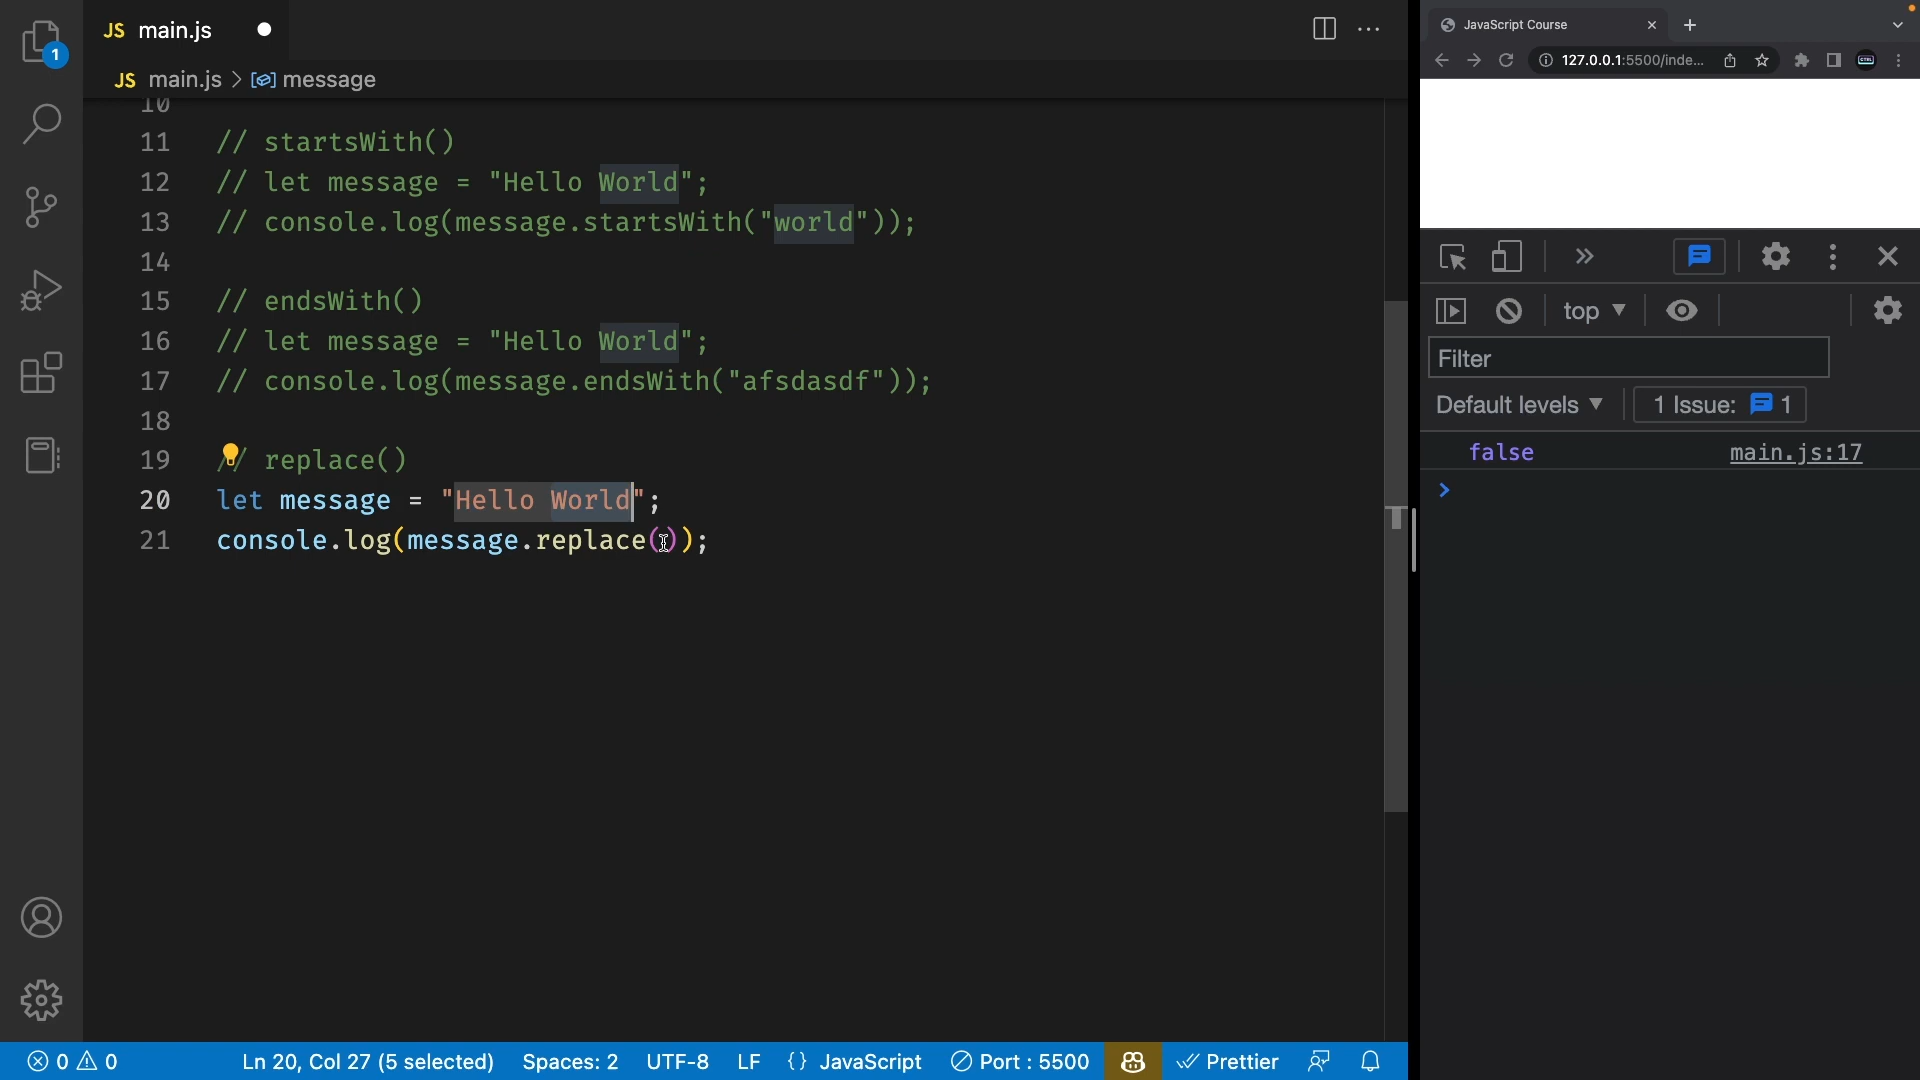 JS main.js
JS main.js > message
1
10
11 // startsWith()
12 // let message = "Hello World";
13 // console.log(message.startsWith("world"));
14
15 // endsWith()
16 // let message = "Hello World";
17 // console.log(message.endsWith("afsdasdf"));
18
19 // replace()
20 let message = "Hello World";
21 console.log(message.replace());
0 0 Ln 20, Col 27 (5 selected) Spaces: 2 UTF-8 LF {} JavaScript Port : 5500 Prettier
JavaScript Course
127.0.0.1:5500/inde...
top
Filter
Default levels 1 Issue: 1
false main.js:17